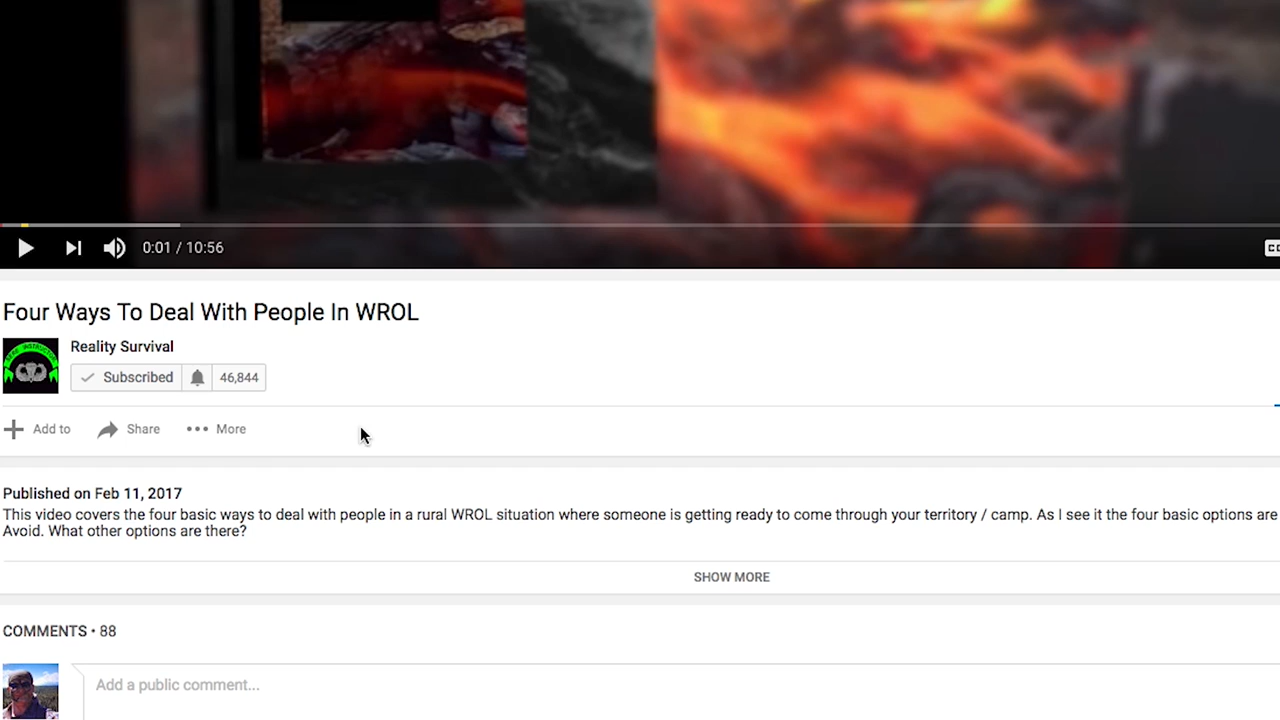 0:01 / 10:56
CC
Four Ways To Deal With People In WROL
Reality Survival
Subscribed
46,844
Add to
Share
More
Published on Feb 11, 2017
This video covers the four basic ways to deal with people in a rural WROL situation where someone is getting ready to come through your territory / camp. As I see it the four basic options are
Avoid. What other options are there?
SHOW MORE
COMMENTS • 88
Add a public comment...